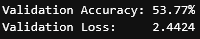 Validation Accuracy: 53.77%
Validation Loss: 2.4424